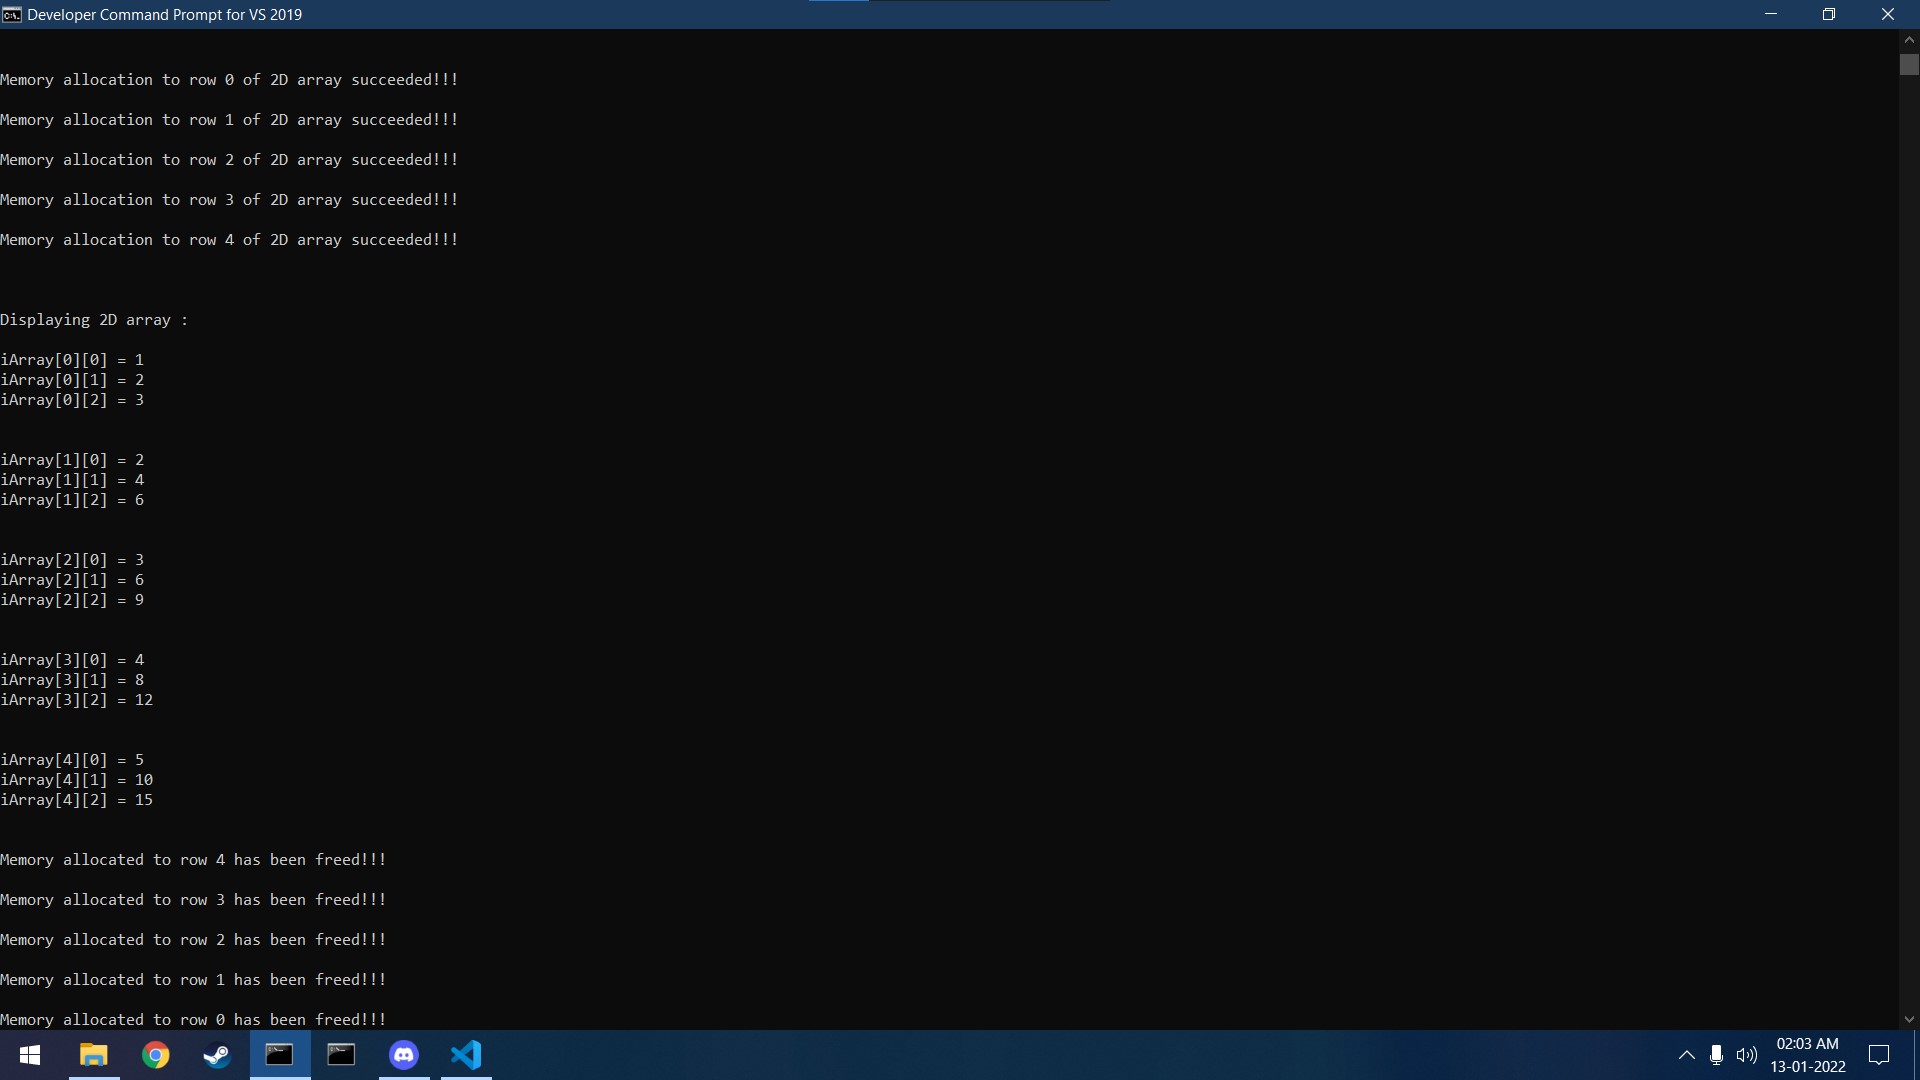 Developer Command Prompt for VS 2019
Memory allocation to row 0 of 2D array succeeded!!!
Memory allocation to row 1 of 2D array succeeded!!!
Memory allocation to row 2 of 2D array succeeded!!!
Memory allocation to row 3 of 2D array succeeded!!!
Memory allocation to row 4 of 2D array succeeded!!!
Displaying 2D array :
iArray[0][0] = 1
iArray[0][1] = 2
iArray[0][2] = 3
iArray[1][0] = 2
iArray[1][1] = 4
iArray[1][2] = 6
iArray[2][0] = 3
iArray[2][1] = 6
iArray[2][2] = 9
iArray[3][0] = 4
iArray[3][1] = 8
iArray[3][2] = 12
iArray[4][0] = 5
iArray[4][1] = 10
iArray[4][2] = 15
Memory allocated to row 4 has been freed!!!
Memory allocated to row 3 has been freed!!!
Memory allocated to row 2 has been freed!!!
Memory allocated to row 1 has been freed!!!
Memory allocated to row 0 has been freed!!!
02:03 AM
13-01-2022